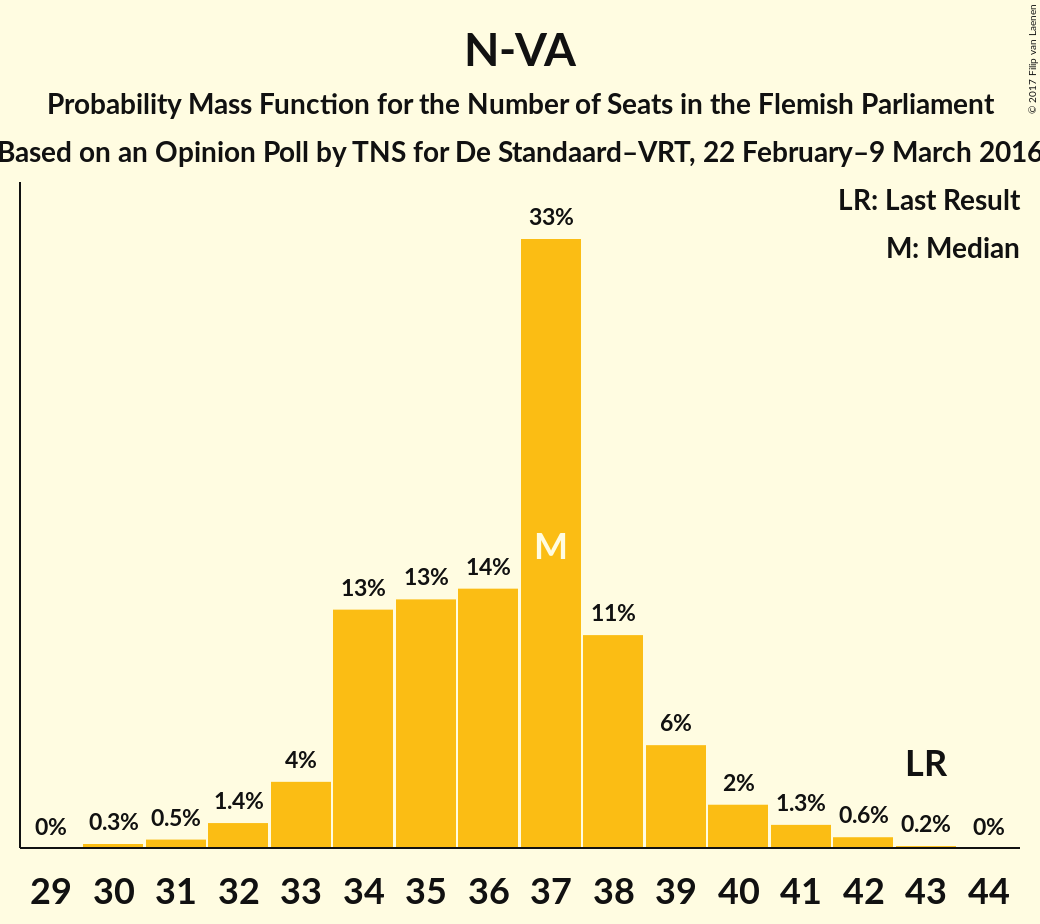 N-VA
Probability Mass Function for the Number of Seats in the Flemish Parliament
Based on an Opinion Poll by TNS for De Standaard–VRT, 22 February–9 March 2016
© 2017 Filip van Laenen
LR: Last Result
M: Median
0% 0.3% 0.5% 1.4% 4% 13% 13% 14% 33% 11% 6% 2% 1.3% 0.6% 0.2% 0%
M
LR
29 30 31 32 33 34 35 36 37 38 39 40 41 42 43 44